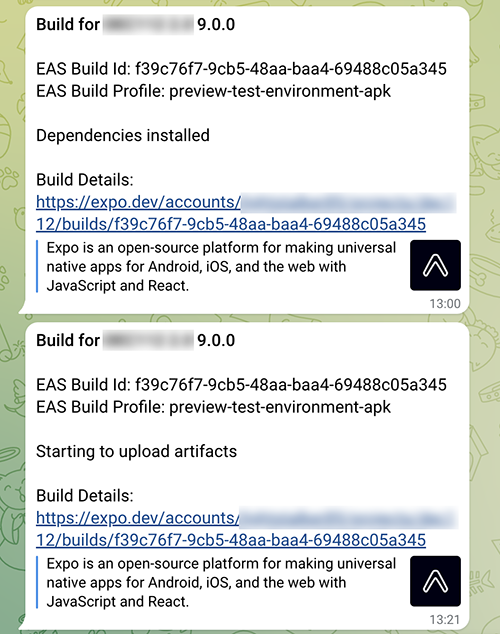 Build for 9.0.0
EAS Build Id: f39c76f7-9cb5-48aa-baa4-69488c05a345
EAS Build Profile: preview-test-environment-apk
Dependencies installed
Build Details:
https://expo.dev/accounts/
12/builds/f39c76f7-9cb5-48aa-baa4-69488c05a345
Expo is an open-source platform for making universal
native apps for Android, iOS, and the web with
JavaScript and React.
13:00
Build for 9.0.0
EAS Build Id: f39c76f7-9cb5-48aa-baa4-69488c05a345
EAS Build Profile: preview-test-environment-apk
Starting to upload artifacts
Build Details:
https://expo.dev/accounts/
12/builds/f39c76f7-9cb5-48aa-baa4-69488c05a345
Expo is an open-source platform for making universal
native apps for Android, iOS, and the web with
JavaScript and React.
13:21